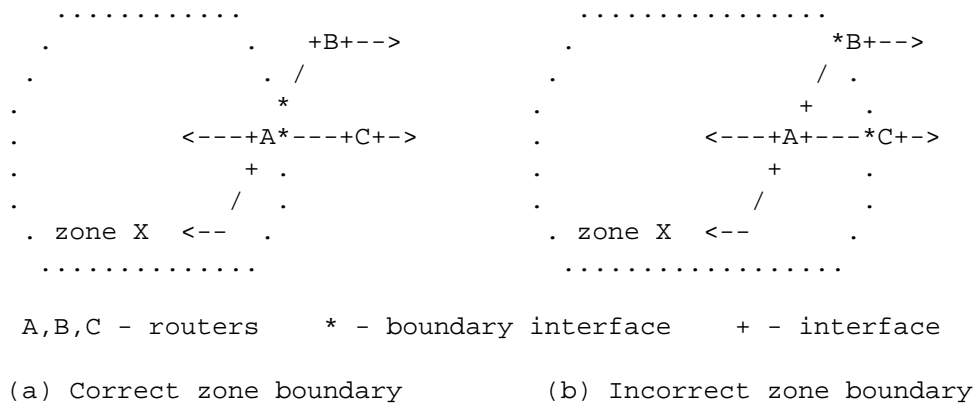 ............ ................
. . +B+--> . *B+-->
. . / . / .
. * . + .
. <---+A*---+C+-> . <---+A+---*C+->
. + . . + .
. / . . / .
. zone X <-- . . zone X <-- .
.............. ..................
A,B,C - routers * - boundary interface + - interface
(a) Correct zone boundary (b) Incorrect zone boundary